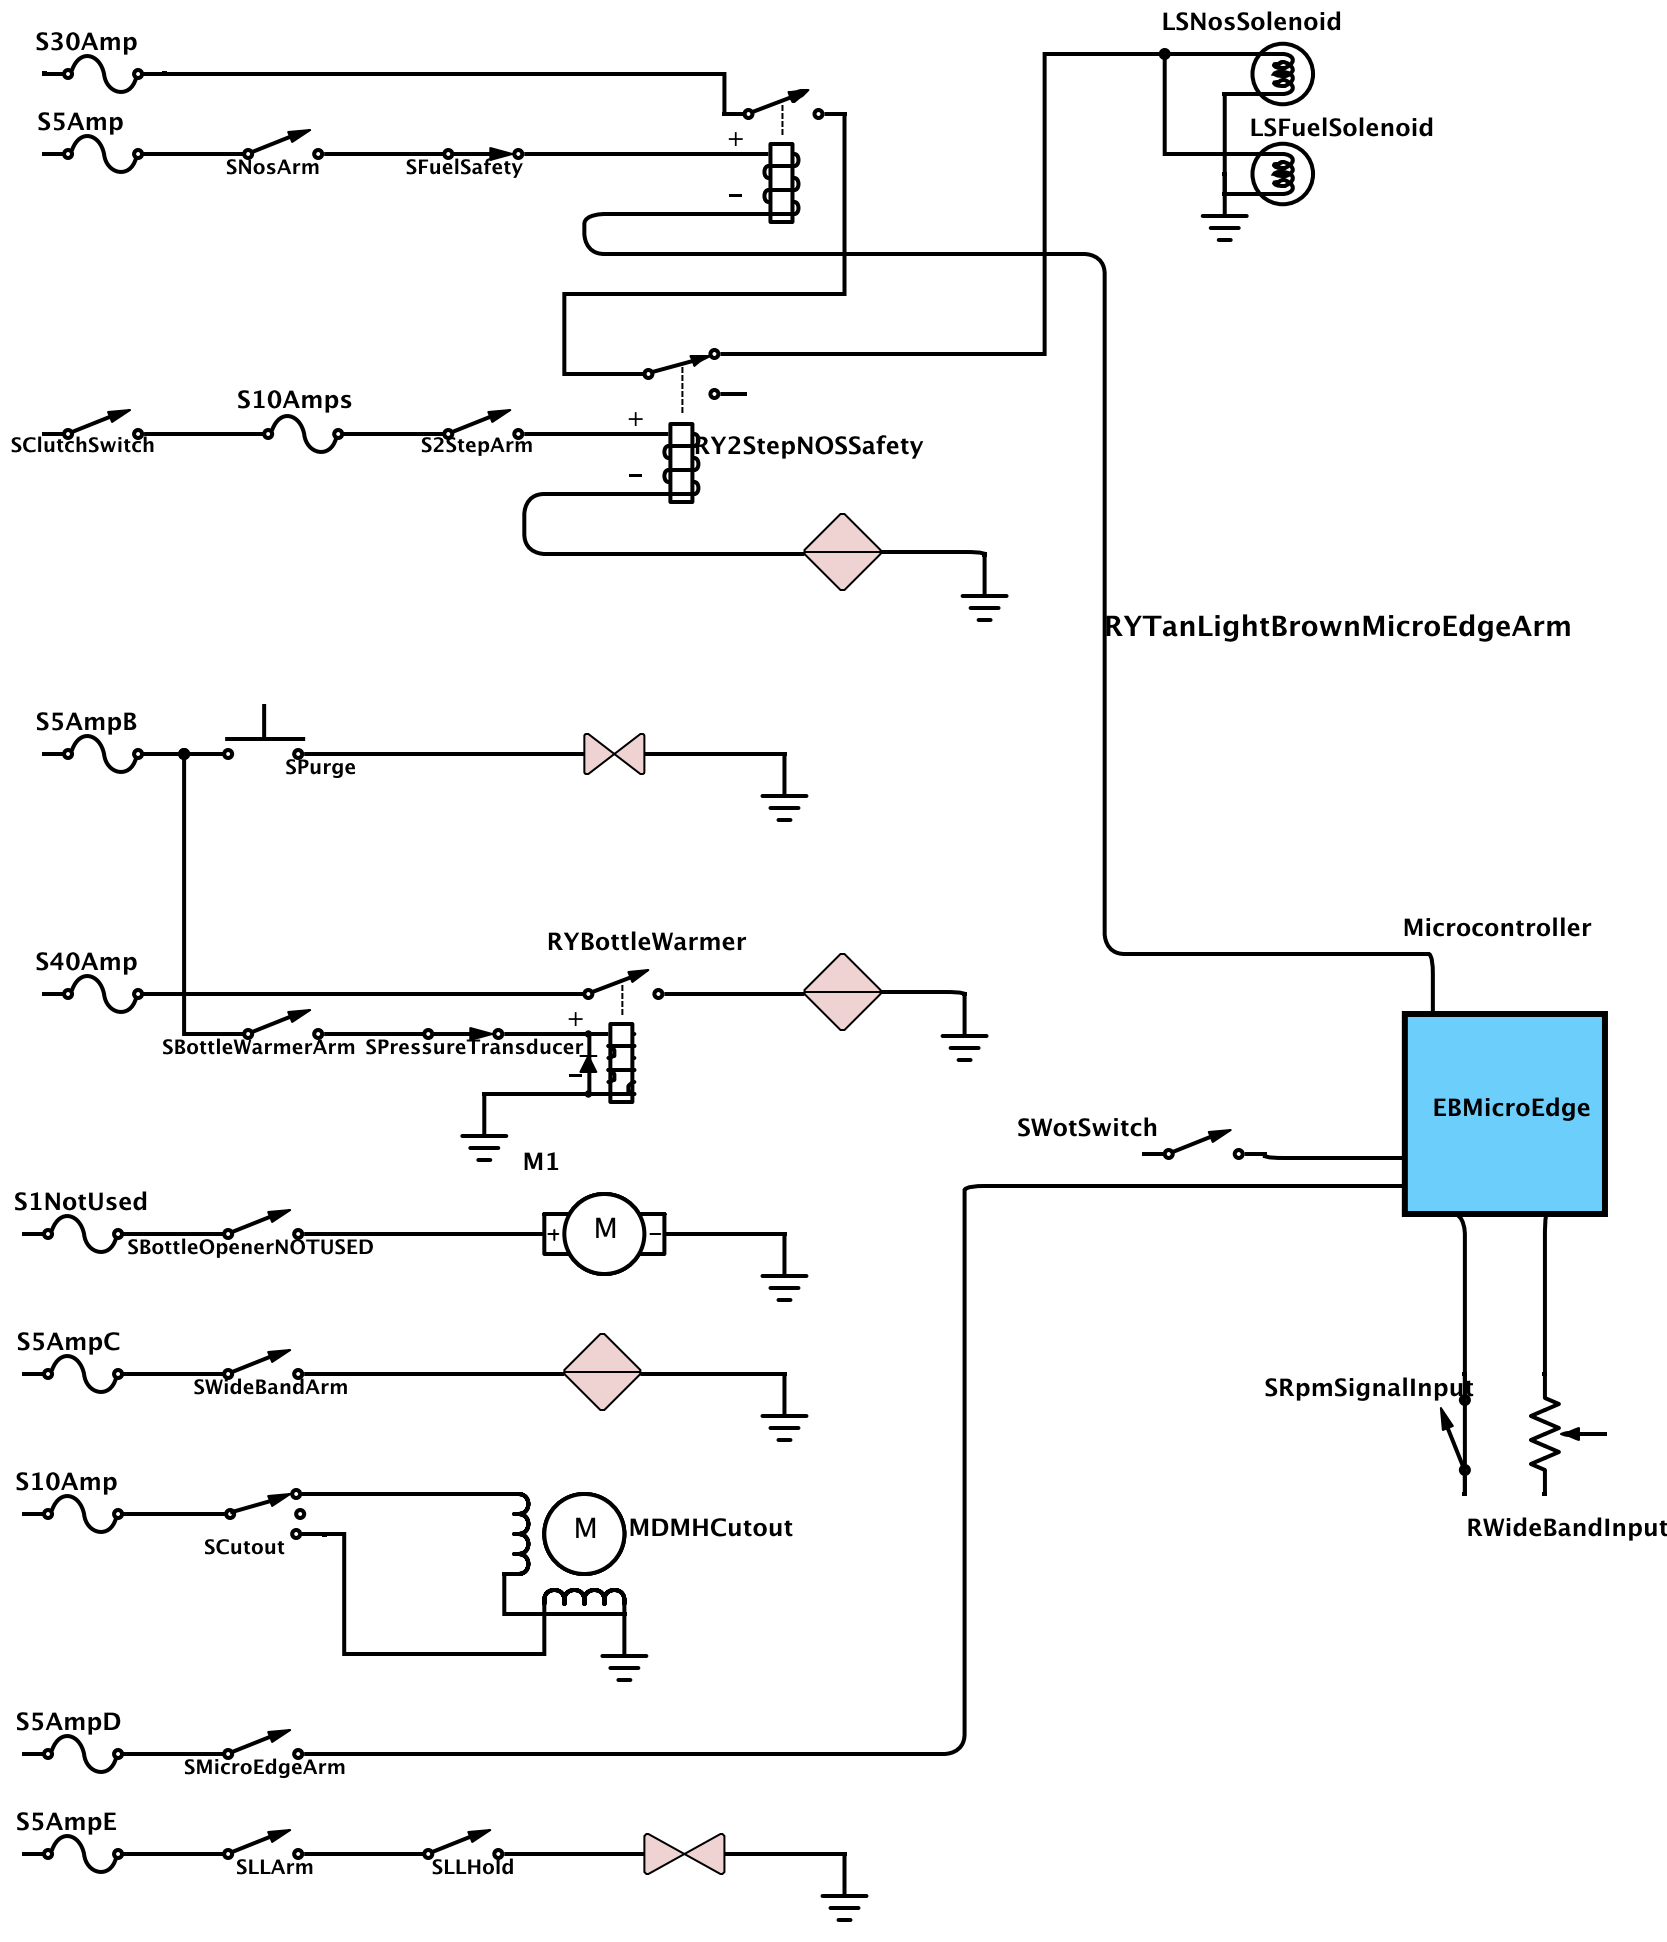 LSNosSolenoid
S30Amp
S5Amp
LSFuelSolenoid
+
SNosArm
SFuelSafety
−
S10Amps
+
SClutchSwitch
S2StepArm
RY2StepNOSSafety
−
RYTanLightBrownMicroEdgeArm
S5AmpB
SPurge
Microcontroller
RYBottleWarmer
S40Amp
+
SBottleWarmerArm
SPressureTransducer
−
EBMicroEdge
SWotSwitch
M1
S1NotUsed
+ M −
SBottleOpenerNOTUSED
S5AmpC
SWideBandArm
SRpmSignalInput
S10Amp
M
MDMHCutout
RWideBandInput
SCutout
S5AmpD
SMicroEdgeArm
S5AmpE
SLLArm
SLLHold